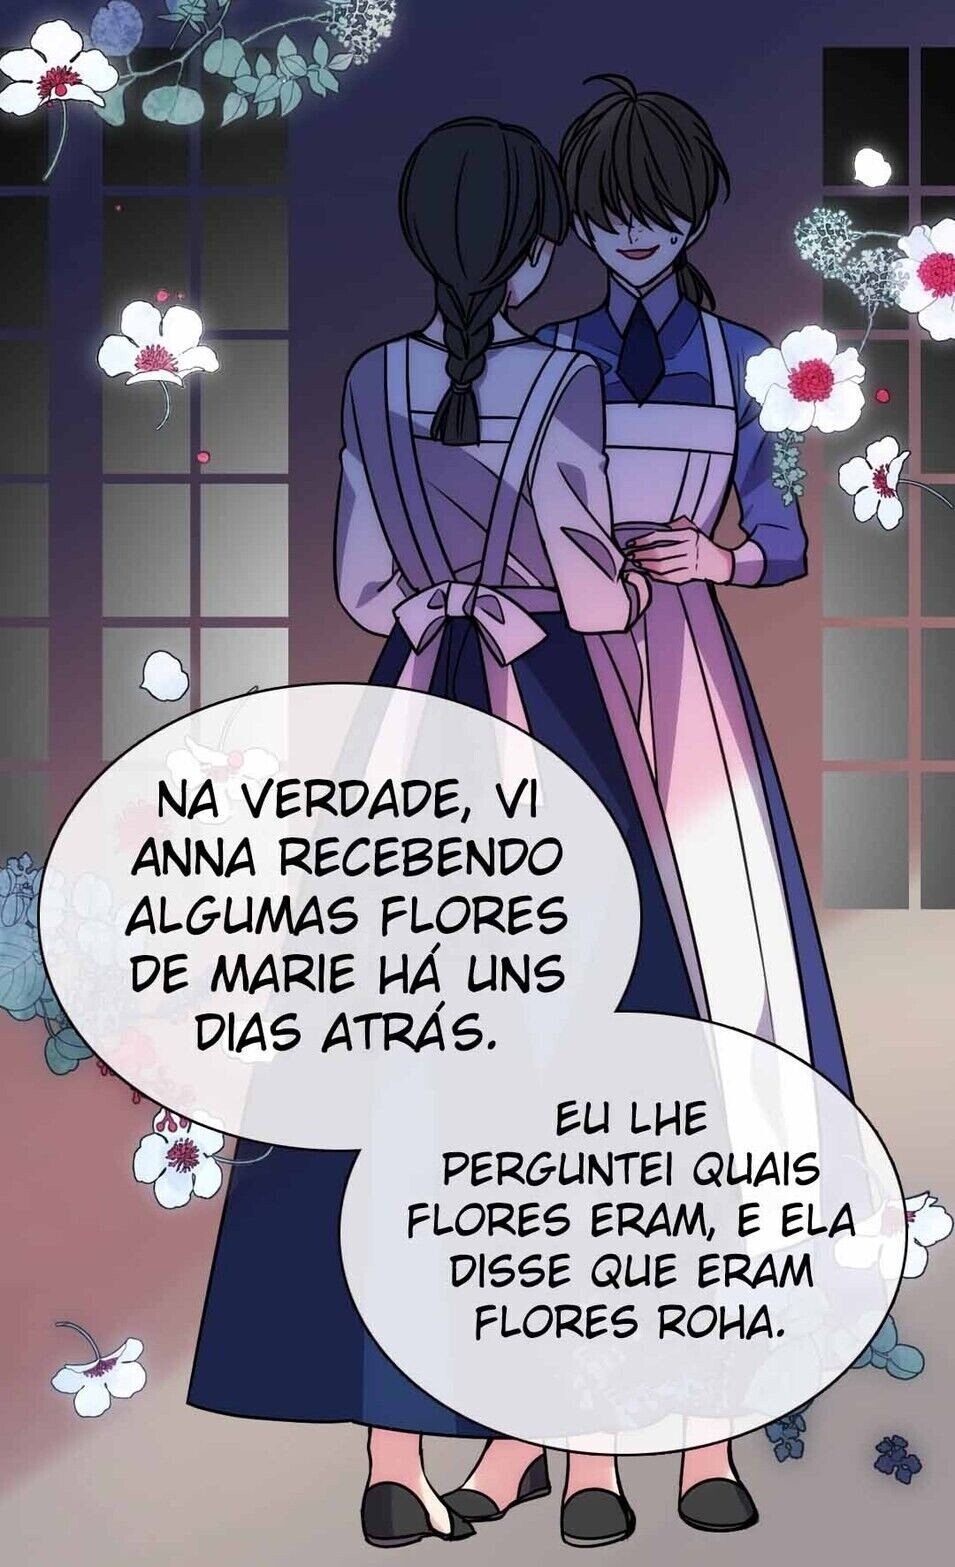 NA VERDADE, VI
ANNA RECEBENDO
ALGUMAS FLORES
DE MARIE HÁ UNS
DIAS ATRÁS.
EU LHE
PERGUNTEI QUAIS
FLORES ERAM, E ELA
DISSE QUE ERAM
FLORES ROHA.